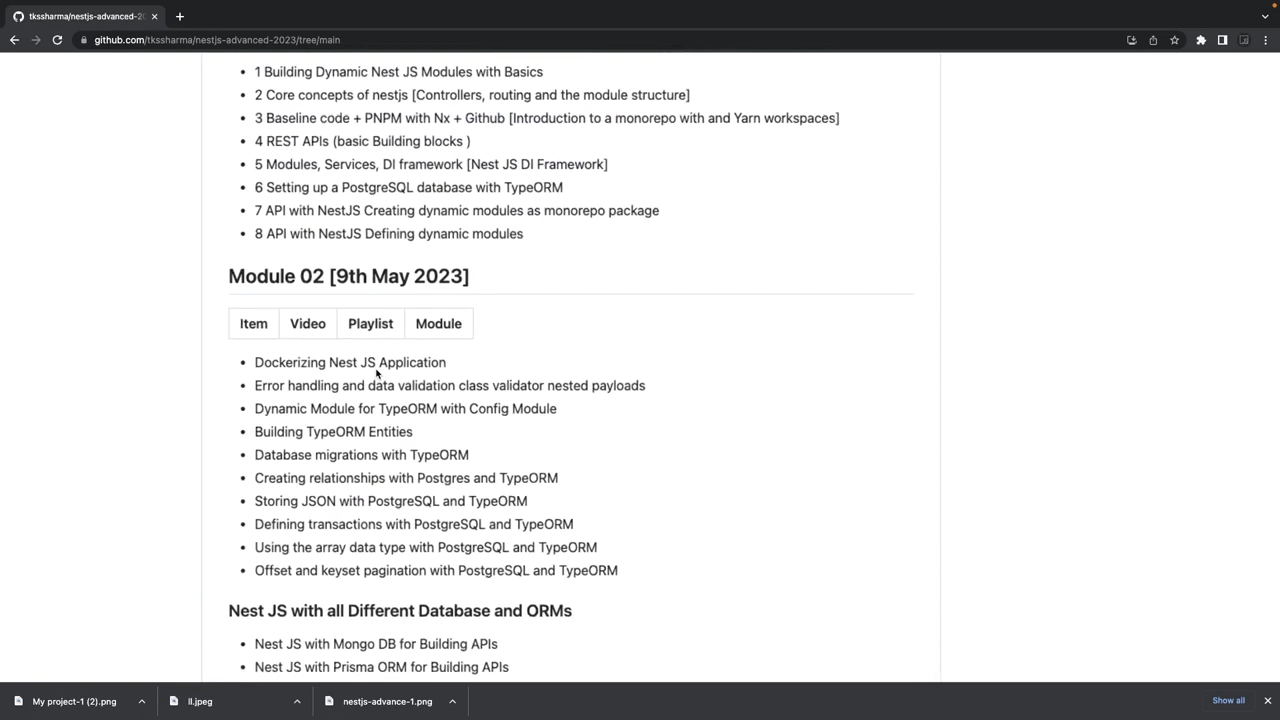 tkssharma/nestjs-advanced-20
github.com/tkssharma/nestjs-advanced-2023/tree/main
1 Building Dynamic Nest JS Modules with Basics
2 Core concepts of nestjs [Controllers, routing and the module structure]
3 Baseline code + PNPM with Nx + Github [Introduction to a monorepo with and Yarn workspaces]
4 REST APIs (basic Building blocks )
5 Modules, Services, DI framework [Nest JS DI Framework]
6 Setting up a PostgreSQL database with TypeORM
7 API with NestJS Creating dynamic modules as monorepo package
8 API with NestJS Defining dynamic modules
Module 02 [9th May 2023]
Item Video Playlist Module
Dockerizing Nest JS Application
Error handling and data validation class validator nested payloads
Dynamic Module for TypeORM with Config Module
Building TypeORM Entities
Database migrations with TypeORM
Creating relationships with Postgres and TypeORM
Storing JSON with PostgreSQL and TypeORM
Defining transactions with PostgreSQL and TypeORM
Using the array data type with PostgreSQL and TypeORM
Offset and keyset pagination with PostgreSQL and TypeORM
Nest JS with all Different Database and ORMs
Nest JS with Mongo DB for Building APIs
Nest JS with Prisma ORM for Building APIs
My project-1 (2).png ll.jpeg nestjs-advance-1.png Show all